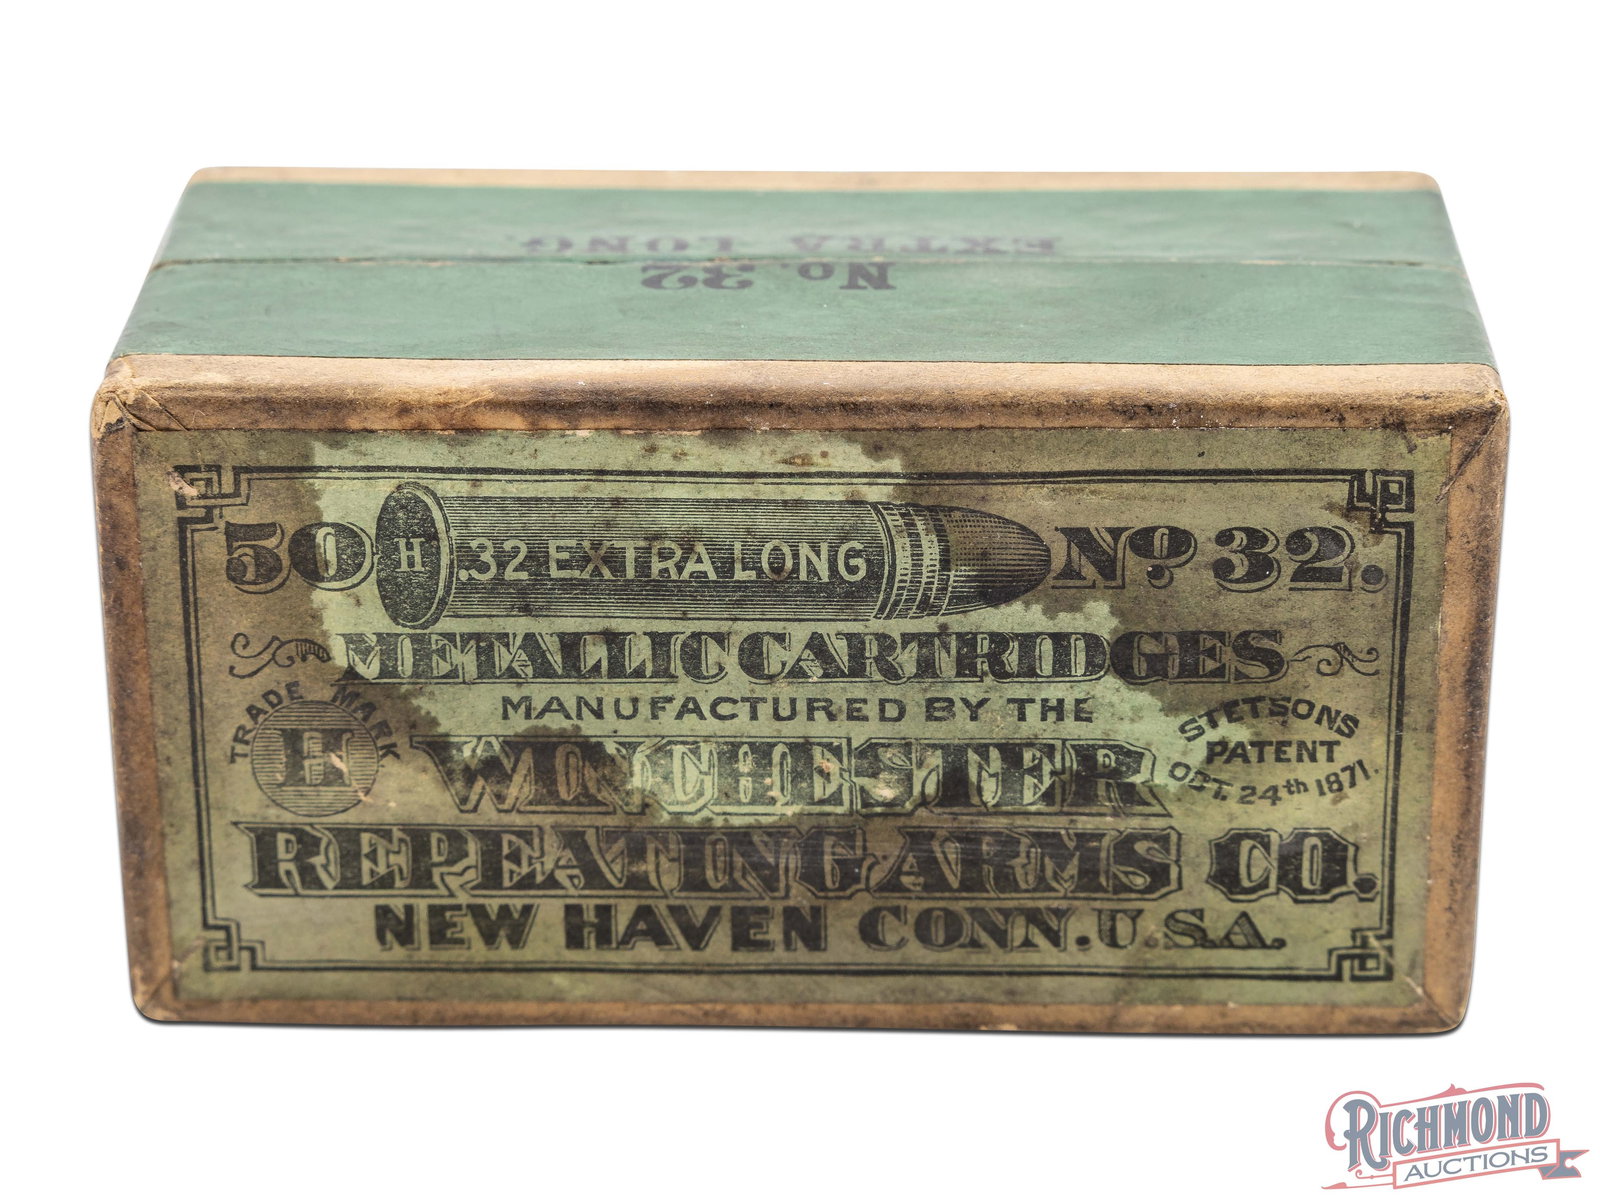 EXTRA LONG
No. 32
50 H .32 EXTRA LONG No. 32.
METALLIC CARTRIDGES
MANUFACTURED BY THE
TRADE MARK
H
WINCHESTER
STETSONS
PATENT
OCT. 24th 1871.
REPEATING ARMS CO.
NEW HAVEN CONN. U.S.A.
RICHMOND
AUCTIONS